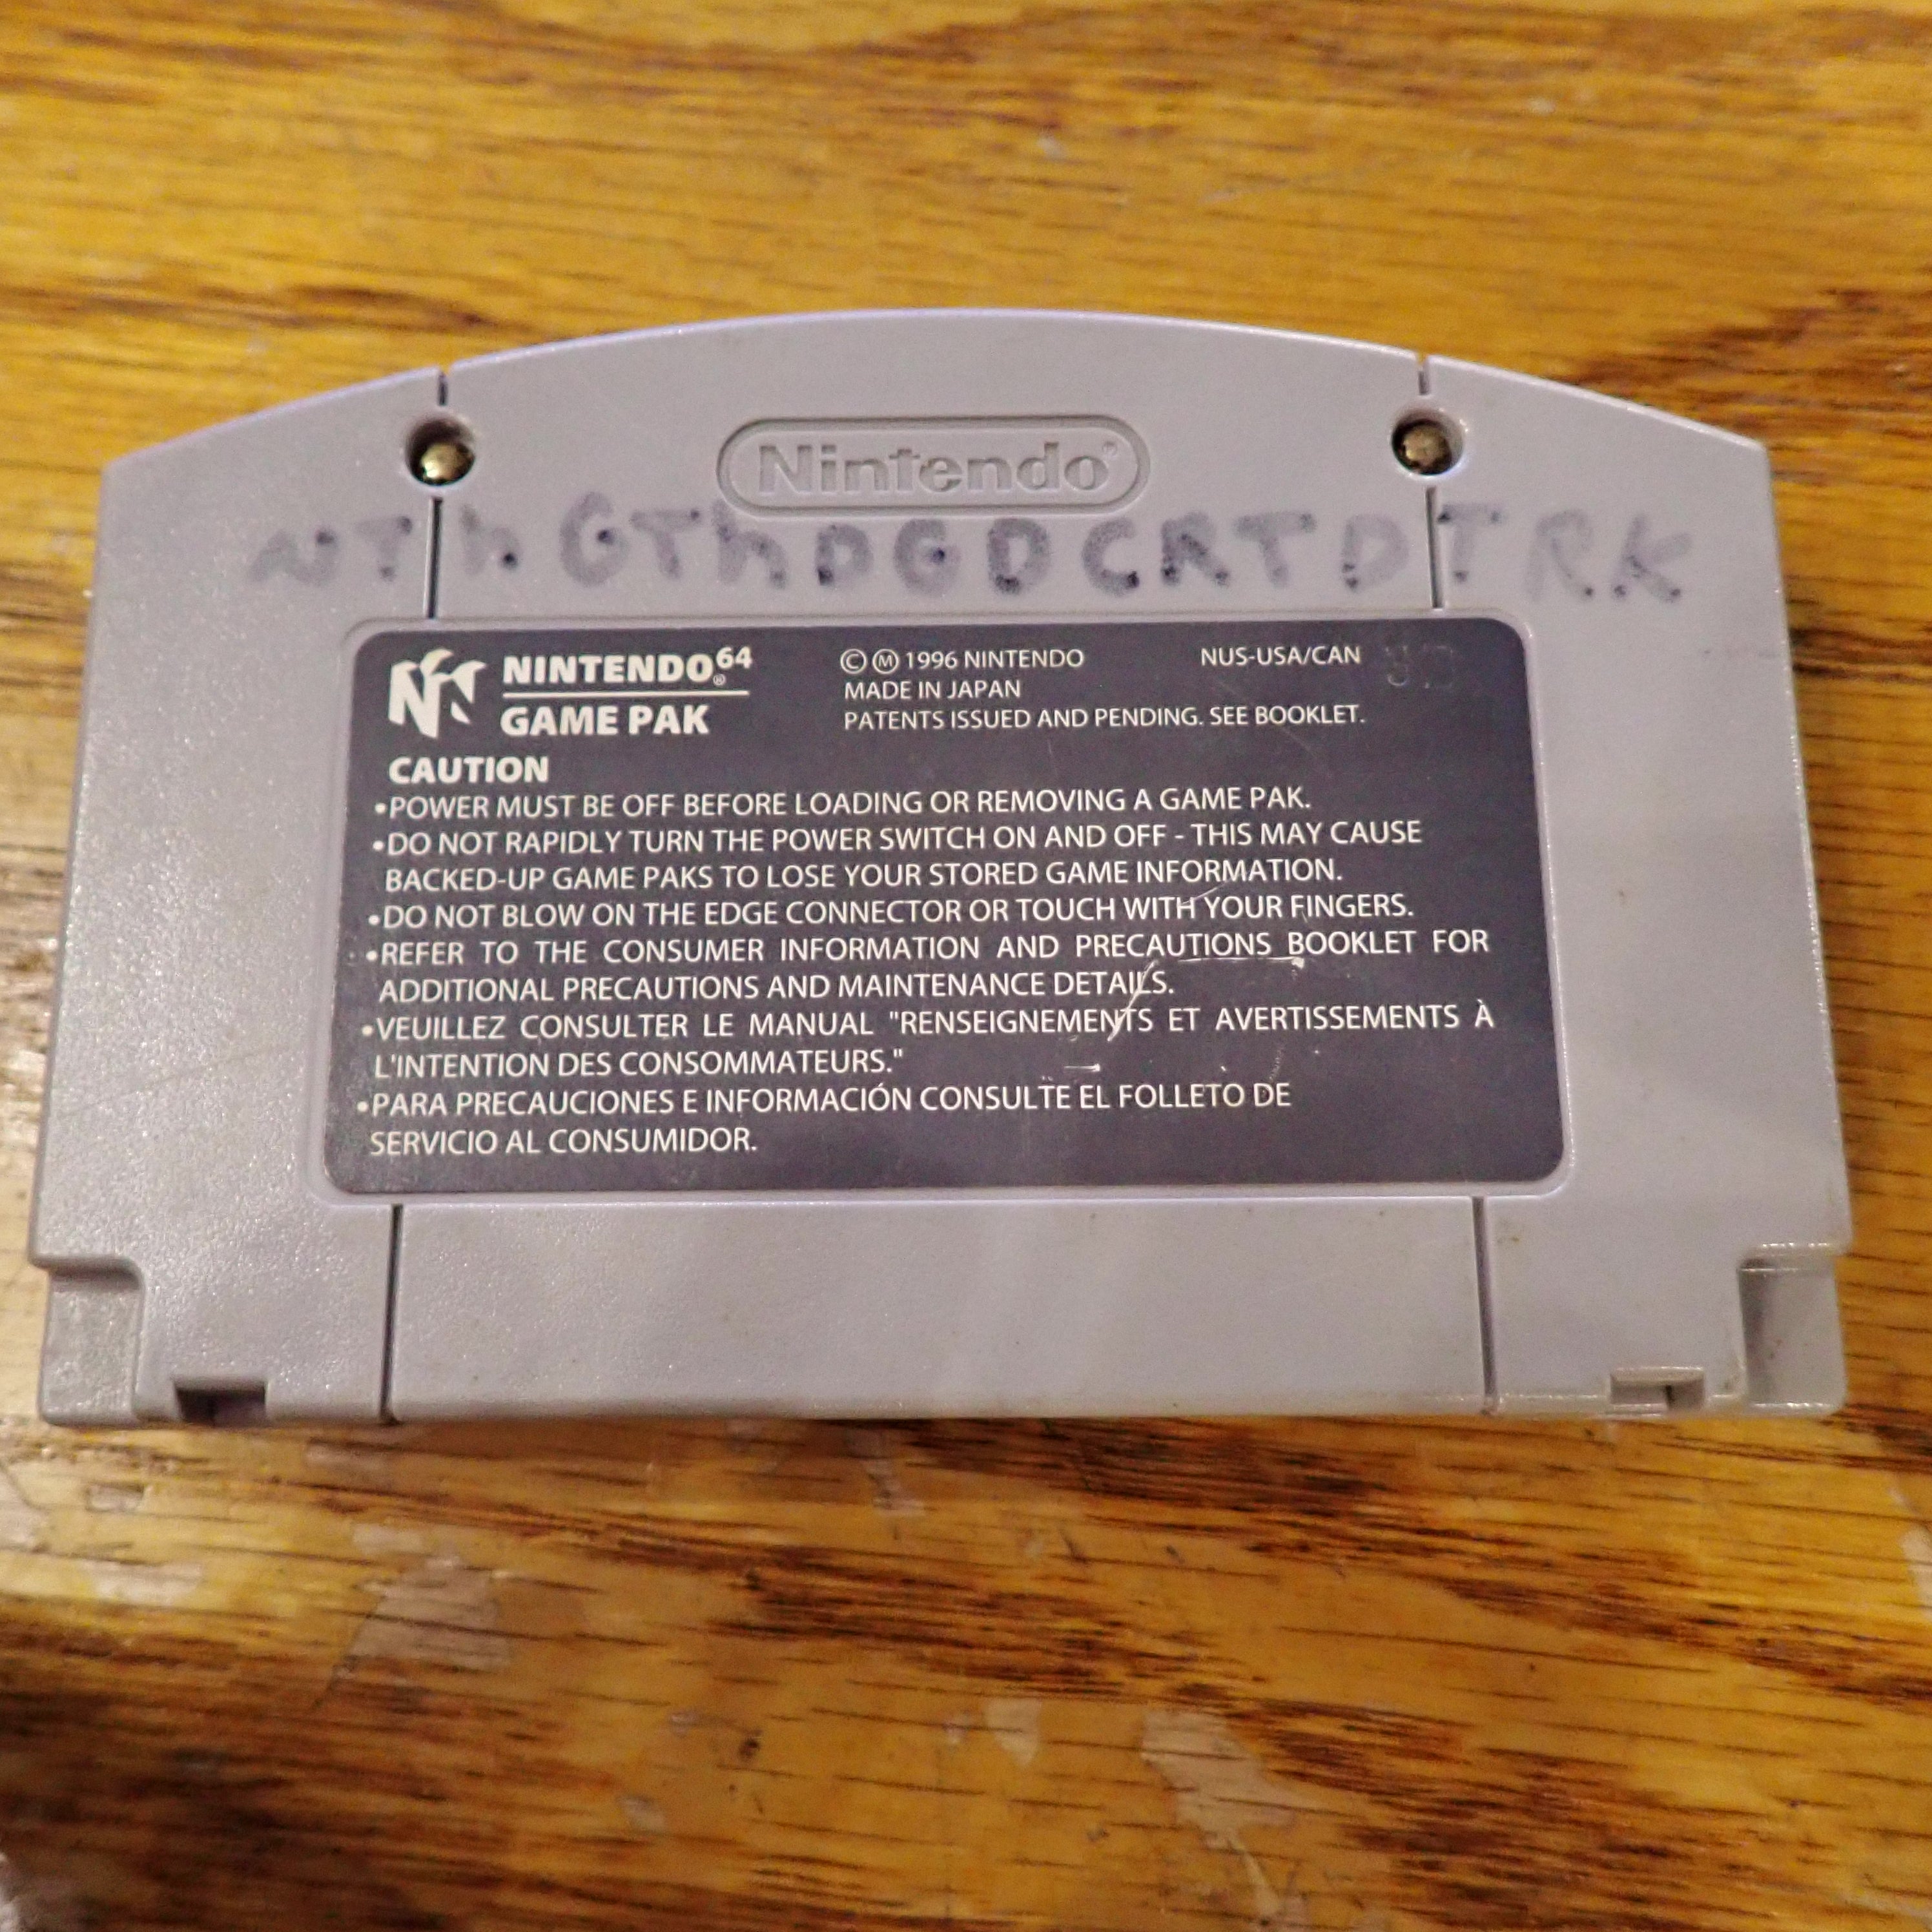 Nintendo®
NThGThDGDCRTDTRK
NINTENDO64®
GAME PAK
©Ⓜ1996 NINTENDO
MADE IN JAPAN
PATENTS ISSUED AND PENDING. SEE BOOKLET.
NUS-USA/CAN
CAUTION
•POWER MUST BE OFF BEFORE LOADING OR REMOVING A GAME PAK.
•DO NOT RAPIDLY TURN THE POWER SWITCH ON AND OFF - THIS MAY CAUSE
BACKED-UP GAME PAKS TO LOSE YOUR STORED GAME INFORMATION.
•DO NOT BLOW ON THE EDGE CONNECTOR OR TOUCH WITH YOUR FINGERS.
•REFER TO THE CONSUMER INFORMATION AND PRECAUTIONS BOOKLET FOR
ADDITIONAL PRECAUTIONS AND MAINTENANCE DETAILS.
•VEUILLEZ CONSULTER LE MANUAL "RENSEIGNEMENTS ET AVERTISSEMENTS À
L'INTENTION DES CONSOMMATEURS."
•PARA PRECAUCIONES E INFORMACIÓN CONSULTE EL FOLLETO DE
SERVICIO AL CONSUMIDOR.